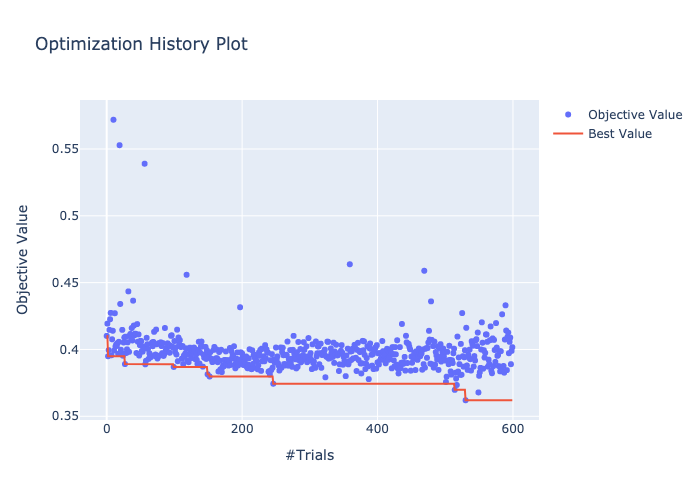 Optimization History Plot
Objective Value
Best Value
0.55
0.5
0.45
0.4
0.35
Objective Value
0
200
400
600
#Trials